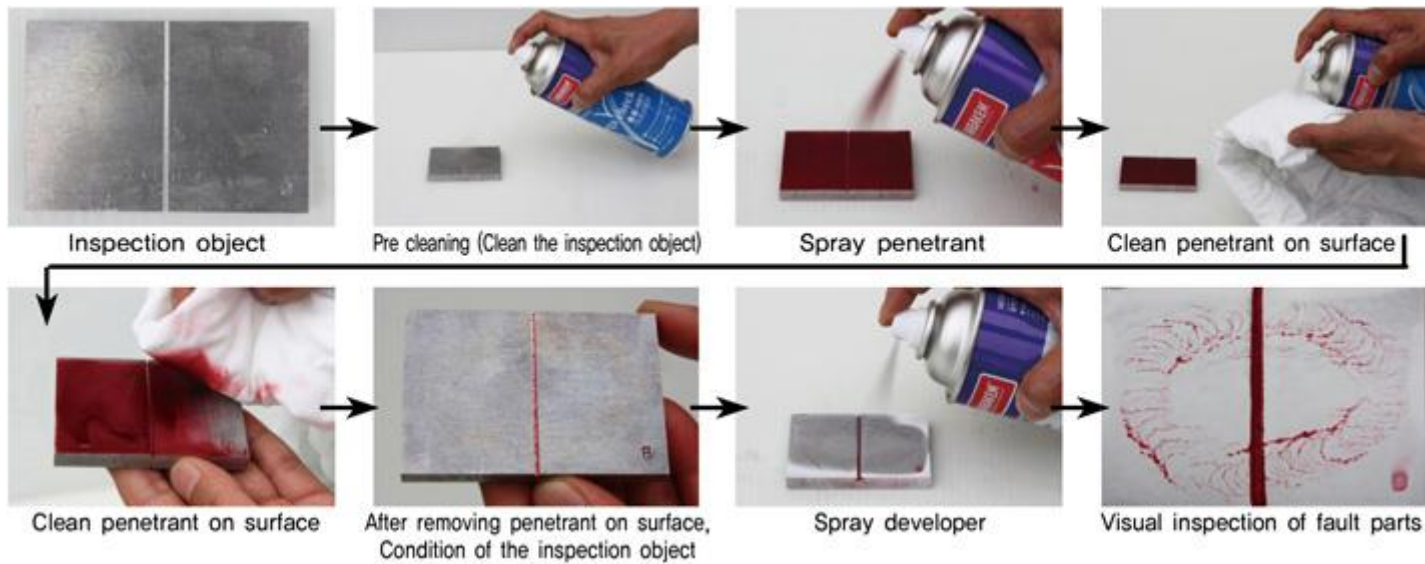 Inspection object
Pre cleaning (Clean the inspection object)
Spray penetrant
Clean penetrant on surface
Clean penetrant on surface
After removing penetrant on surface,
Condition of the inspection object
Spray developer
Visual inspection of fault parts
B